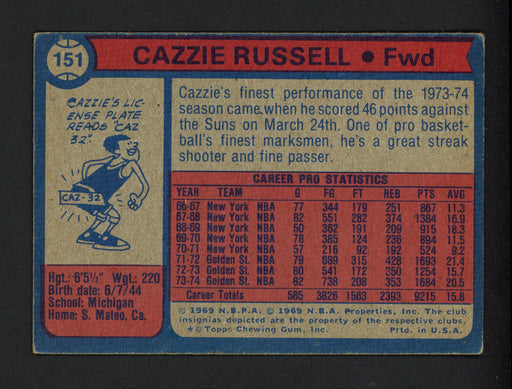 151
CAZZIE RUSSELL • Fwd
CAZZIE'S LIC-
ENSE PLATE
READS "CAZ
32".
CAZ-32
Hgt.: 6'5½" Wgt.: 220
Birth date: 6/7/44
School: Michigan
Home: S. Mateo, Ca.
Cazzie's finest performance of the 1973-74
season came when he scored 46 points against
the Suns on March 24th. One of pro basket-
ball's finest marksmen, he's a great streak
shooter and fine passer.
CAREER PRO STATISTICS
YEAR TEAM G FG FT REB PTS AVG
66-67 New York NBA 77 344 179 251 867 11.3
67-68 New York NBA 82 551 282 374 1384 16.9
68-69 New York NBA 50 362 191 209 915 18.3
69-70 New York NBA 78 385 124 236 894 11.5
70-71 New York NBA 57 216 92 192 524 9.2
71-72 Golden St. NBA 79 689 315 428 1693 21.4
72-73 Golden St. NBA 80 541 172 350 1254 15.7
73-74 Golden St. NBA 82 738 208 353 1684 20.5
Career Totals 585 3826 1563 2393 9215 15.8
© 1969 N.B.P.A. © 1969 N.B.A. Properties, Inc. The club
insignias depicted are the property of the respective clubs.
★© Topps Chewing Gum, Inc. Prtd. in U.S.A.